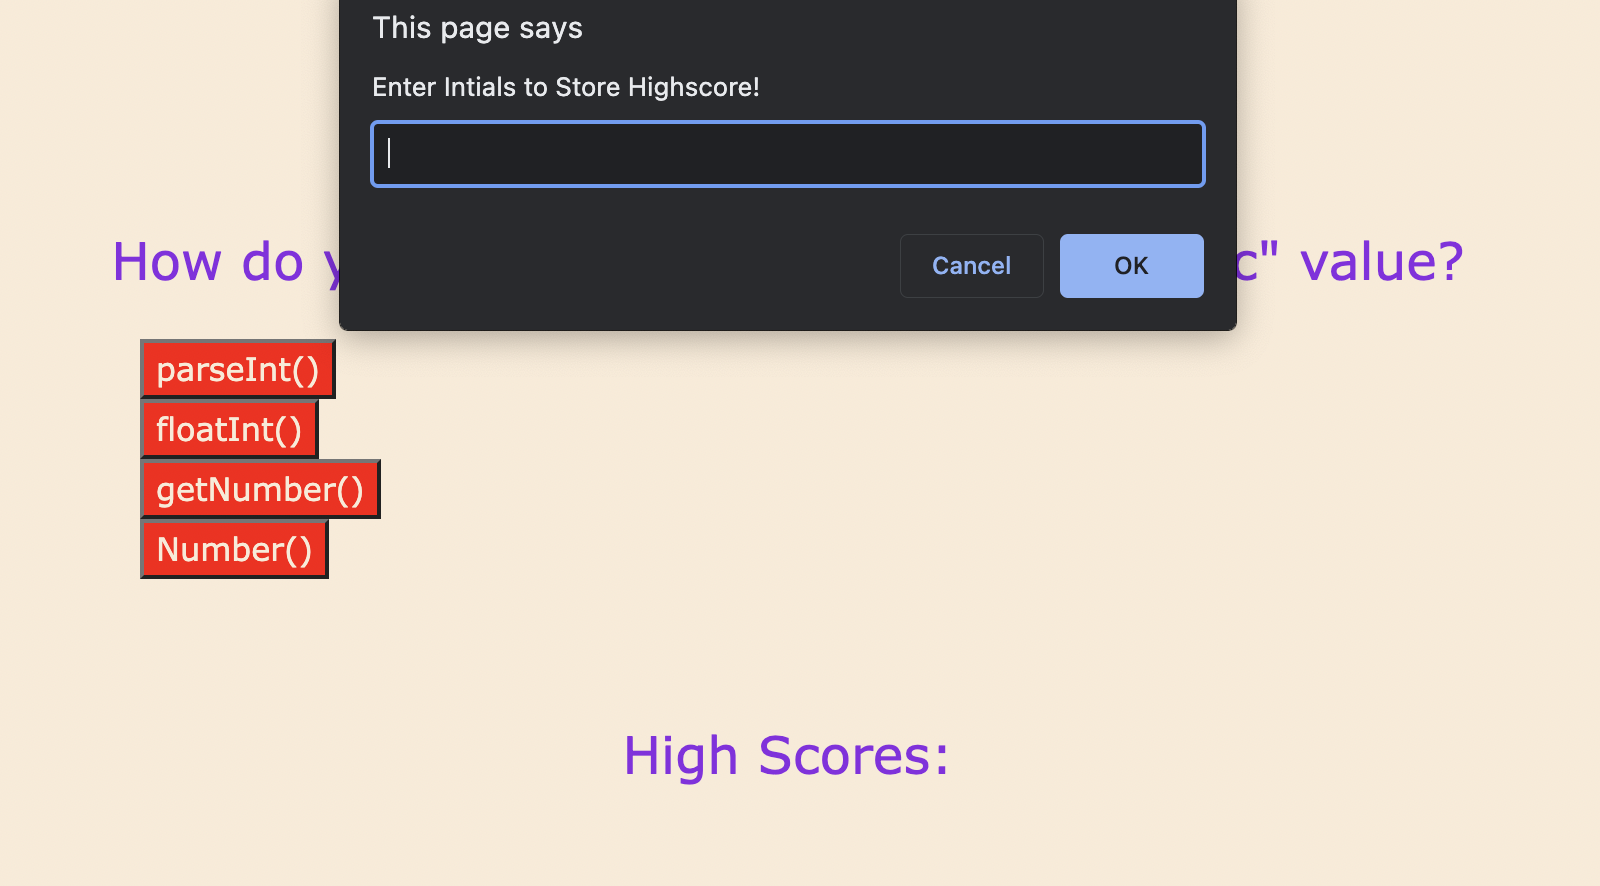 This page says
Enter Intials to Store Highscore!
Cancel
OK
How do
c" value?
parseInt()
floatInt()
getNumber()
Number()
High Scores: